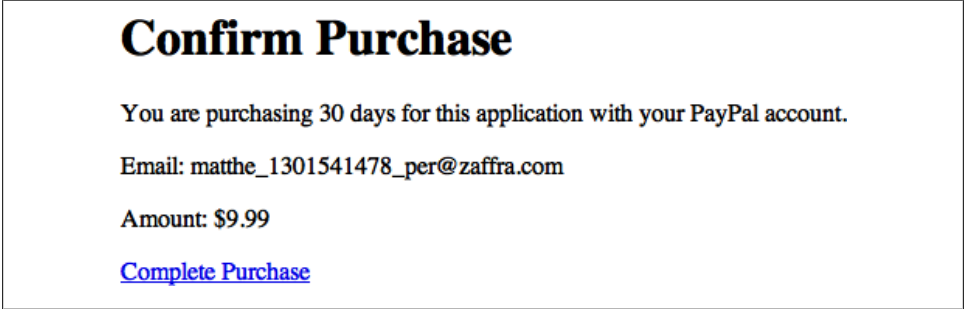 Confirm Purchase
You are purchasing 30 days for this application with your PayPal account.
Email: matthe_1301541478_per@zaffra.com
Amount: $9.99
Complete Purchase